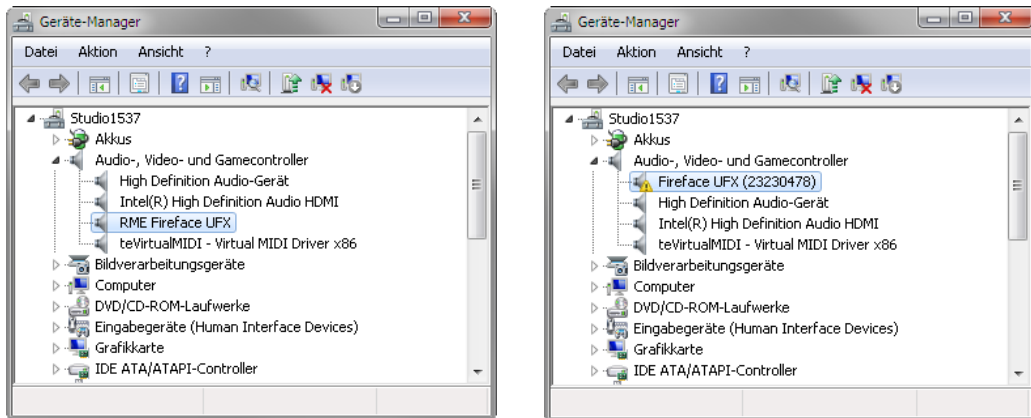 Geräte-Manager
Datei Aktion Ansicht ?
Studio1537
Akkus
Audio-, Video- und Gamecontroller
High Definition Audio-Gerät
Intel(R) High Definition Audio HDMI
RME Fireface UFX
teVirtualMIDI - Virtual MIDI Driver x86
Bildverarbeitungsgeräte
Computer
DVD/CD-ROM-Laufwerke
Eingabegeräte (Human Interface Devices)
Grafikkarte
IDE ATA/ATAPI-Controller
Geräte-Manager
Datei Aktion Ansicht ?
Studio1537
Akkus
Audio-, Video- und Gamecontroller
Fireface UFX (23230478)
High Definition Audio-Gerät
Intel(R) High Definition Audio HDMI
teVirtualMIDI - Virtual MIDI Driver x86
Bildverarbeitungsgeräte
Computer
DVD/CD-ROM-Laufwerke
Eingabegeräte (Human Interface Devices)
Grafikkarte
IDE ATA/ATAPI-Controller